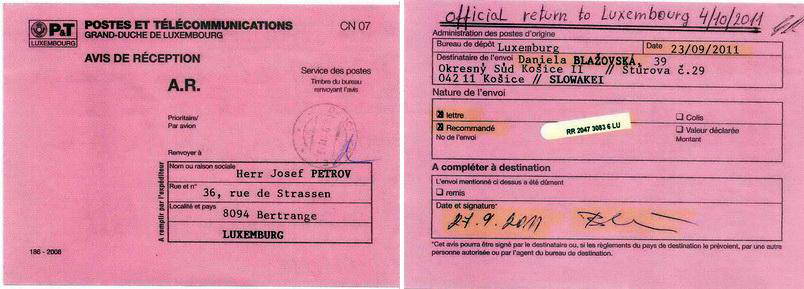 P&T
LUXEMBOURG
POSTES ET TÉLÉCOMMUNICATIONS
GRAND-DUCHE DE LUXEMBOURG
CN 07
AVIS DE RÉCEPTION
A.R.
Service des postes
Timbre du bureau
renvoyant l'avis
Prioritaire/
Par avion
Renvoyer à
A remplir par l'expéditeur
Nom ou raison sociale
Herr Josef PETROV
Rue et n°
36, rue de Strassen
Localité et pays
8094 Bertrange
LUXEMBURG
186 - 2008
Official return to Luxembourg 4/10/2011
Administration des postes d'origine
Bureau de dépôt Luxemburg
Date 23/09/2011
Destinataire de l'envoi Daniela BLAŽOVSKÁ, 39
Okresný Súd Košice II // Štúrova č.29
042 11 Košice // SLOWAKEI
Nature de l'envoi
lettre
Colis
Recommandé
Valeur déclarée
No de l'envoi
RR 2047 3083 6 LU
Montant
A compléter à destination
L'envoi mentionné ci dessus a été dûment
remis
Date et signature*
27.9.2011
*Cet avis pourra être signé par le destinataire ou, si les règlements du pays de destination le prévoient, par une autre
personne autorisée ou par l'agent du bureau de destination.